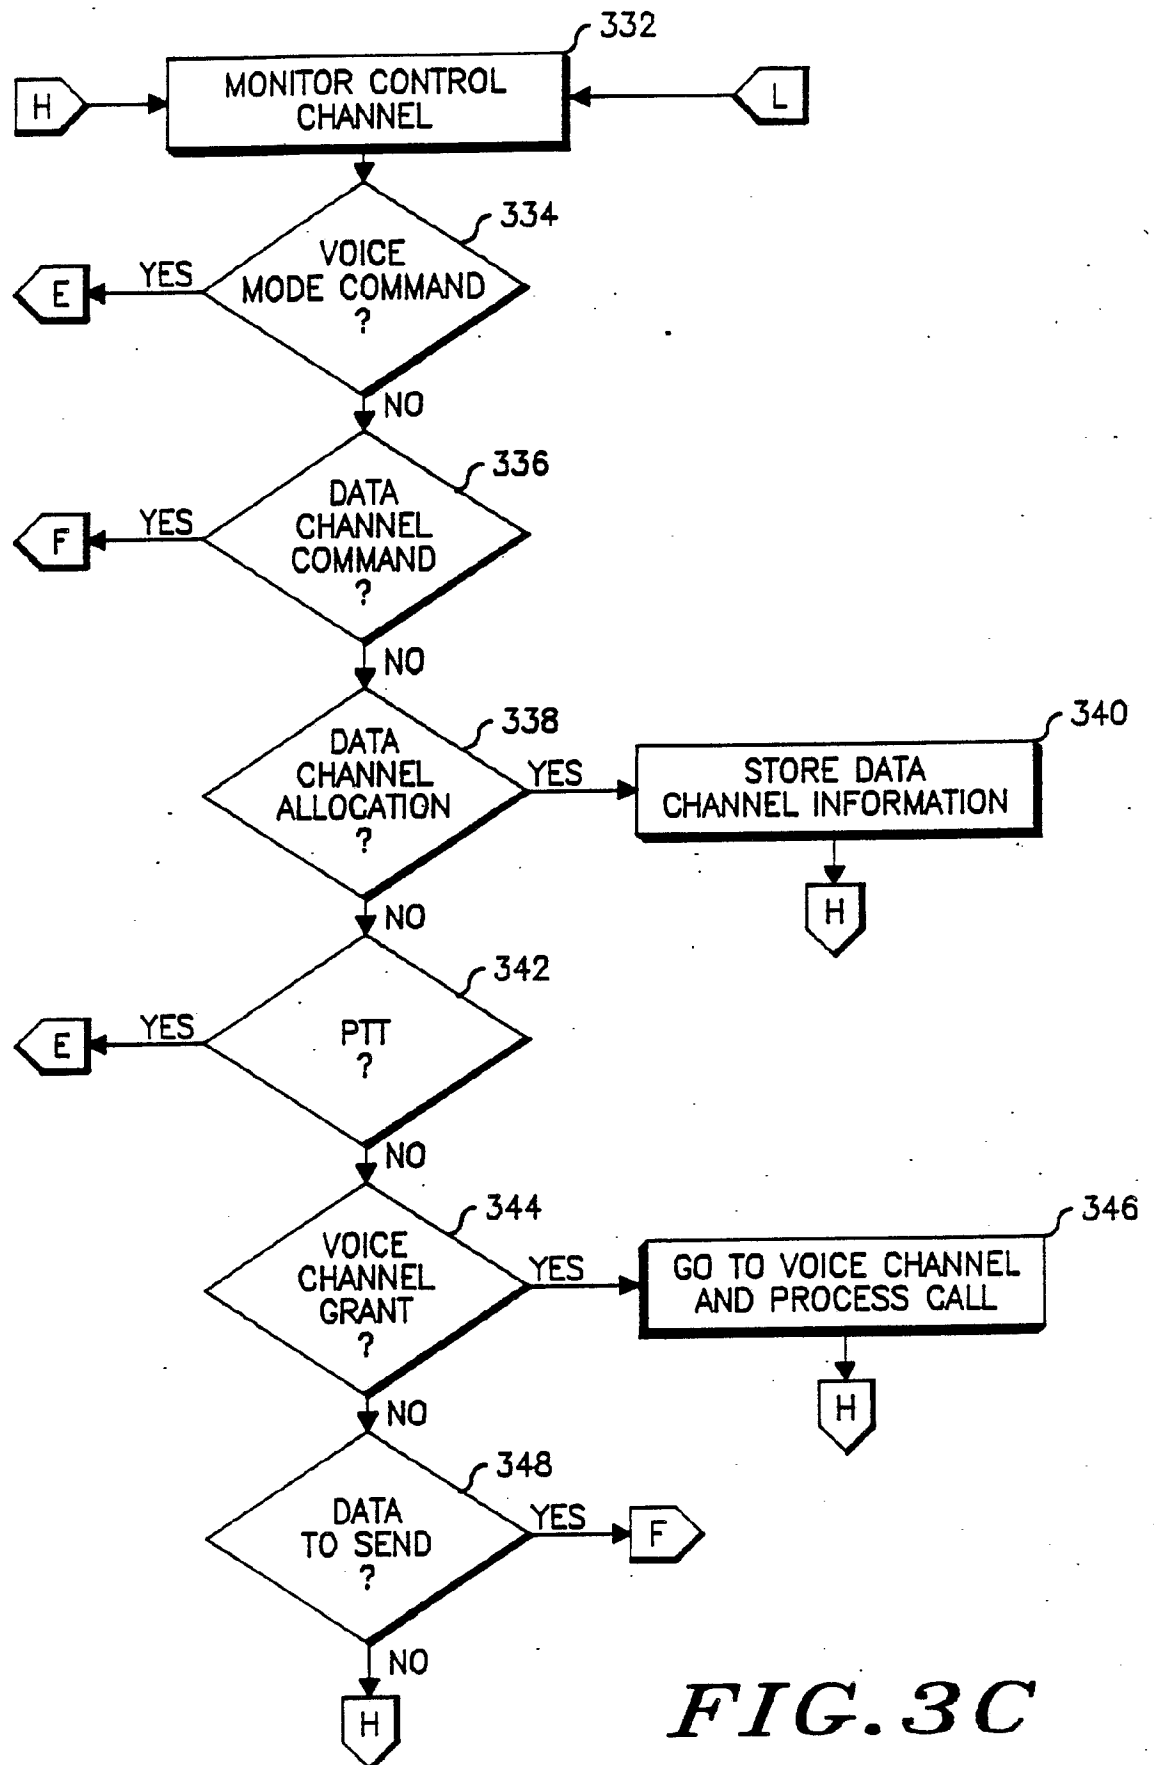 332
H
MONITOR CONTROL
CHANNEL
L
334
VOICE
MODE COMMAND
?
YES
E
NO
336
DATA
CHANNEL
COMMAND
?
YES
F
NO
338
DATA
CHANNEL
ALLOCATION
?
YES
340
STORE DATA
CHANNEL INFORMATION
H
NO
342
PTT
?
YES
E
NO
344
VOICE
CHANNEL
GRANT
?
YES
346
GO TO VOICE CHANNEL
AND PROCESS CALL
H
NO
348
DATA
TO SEND
?
YES
F
NO
H
FIG.3C